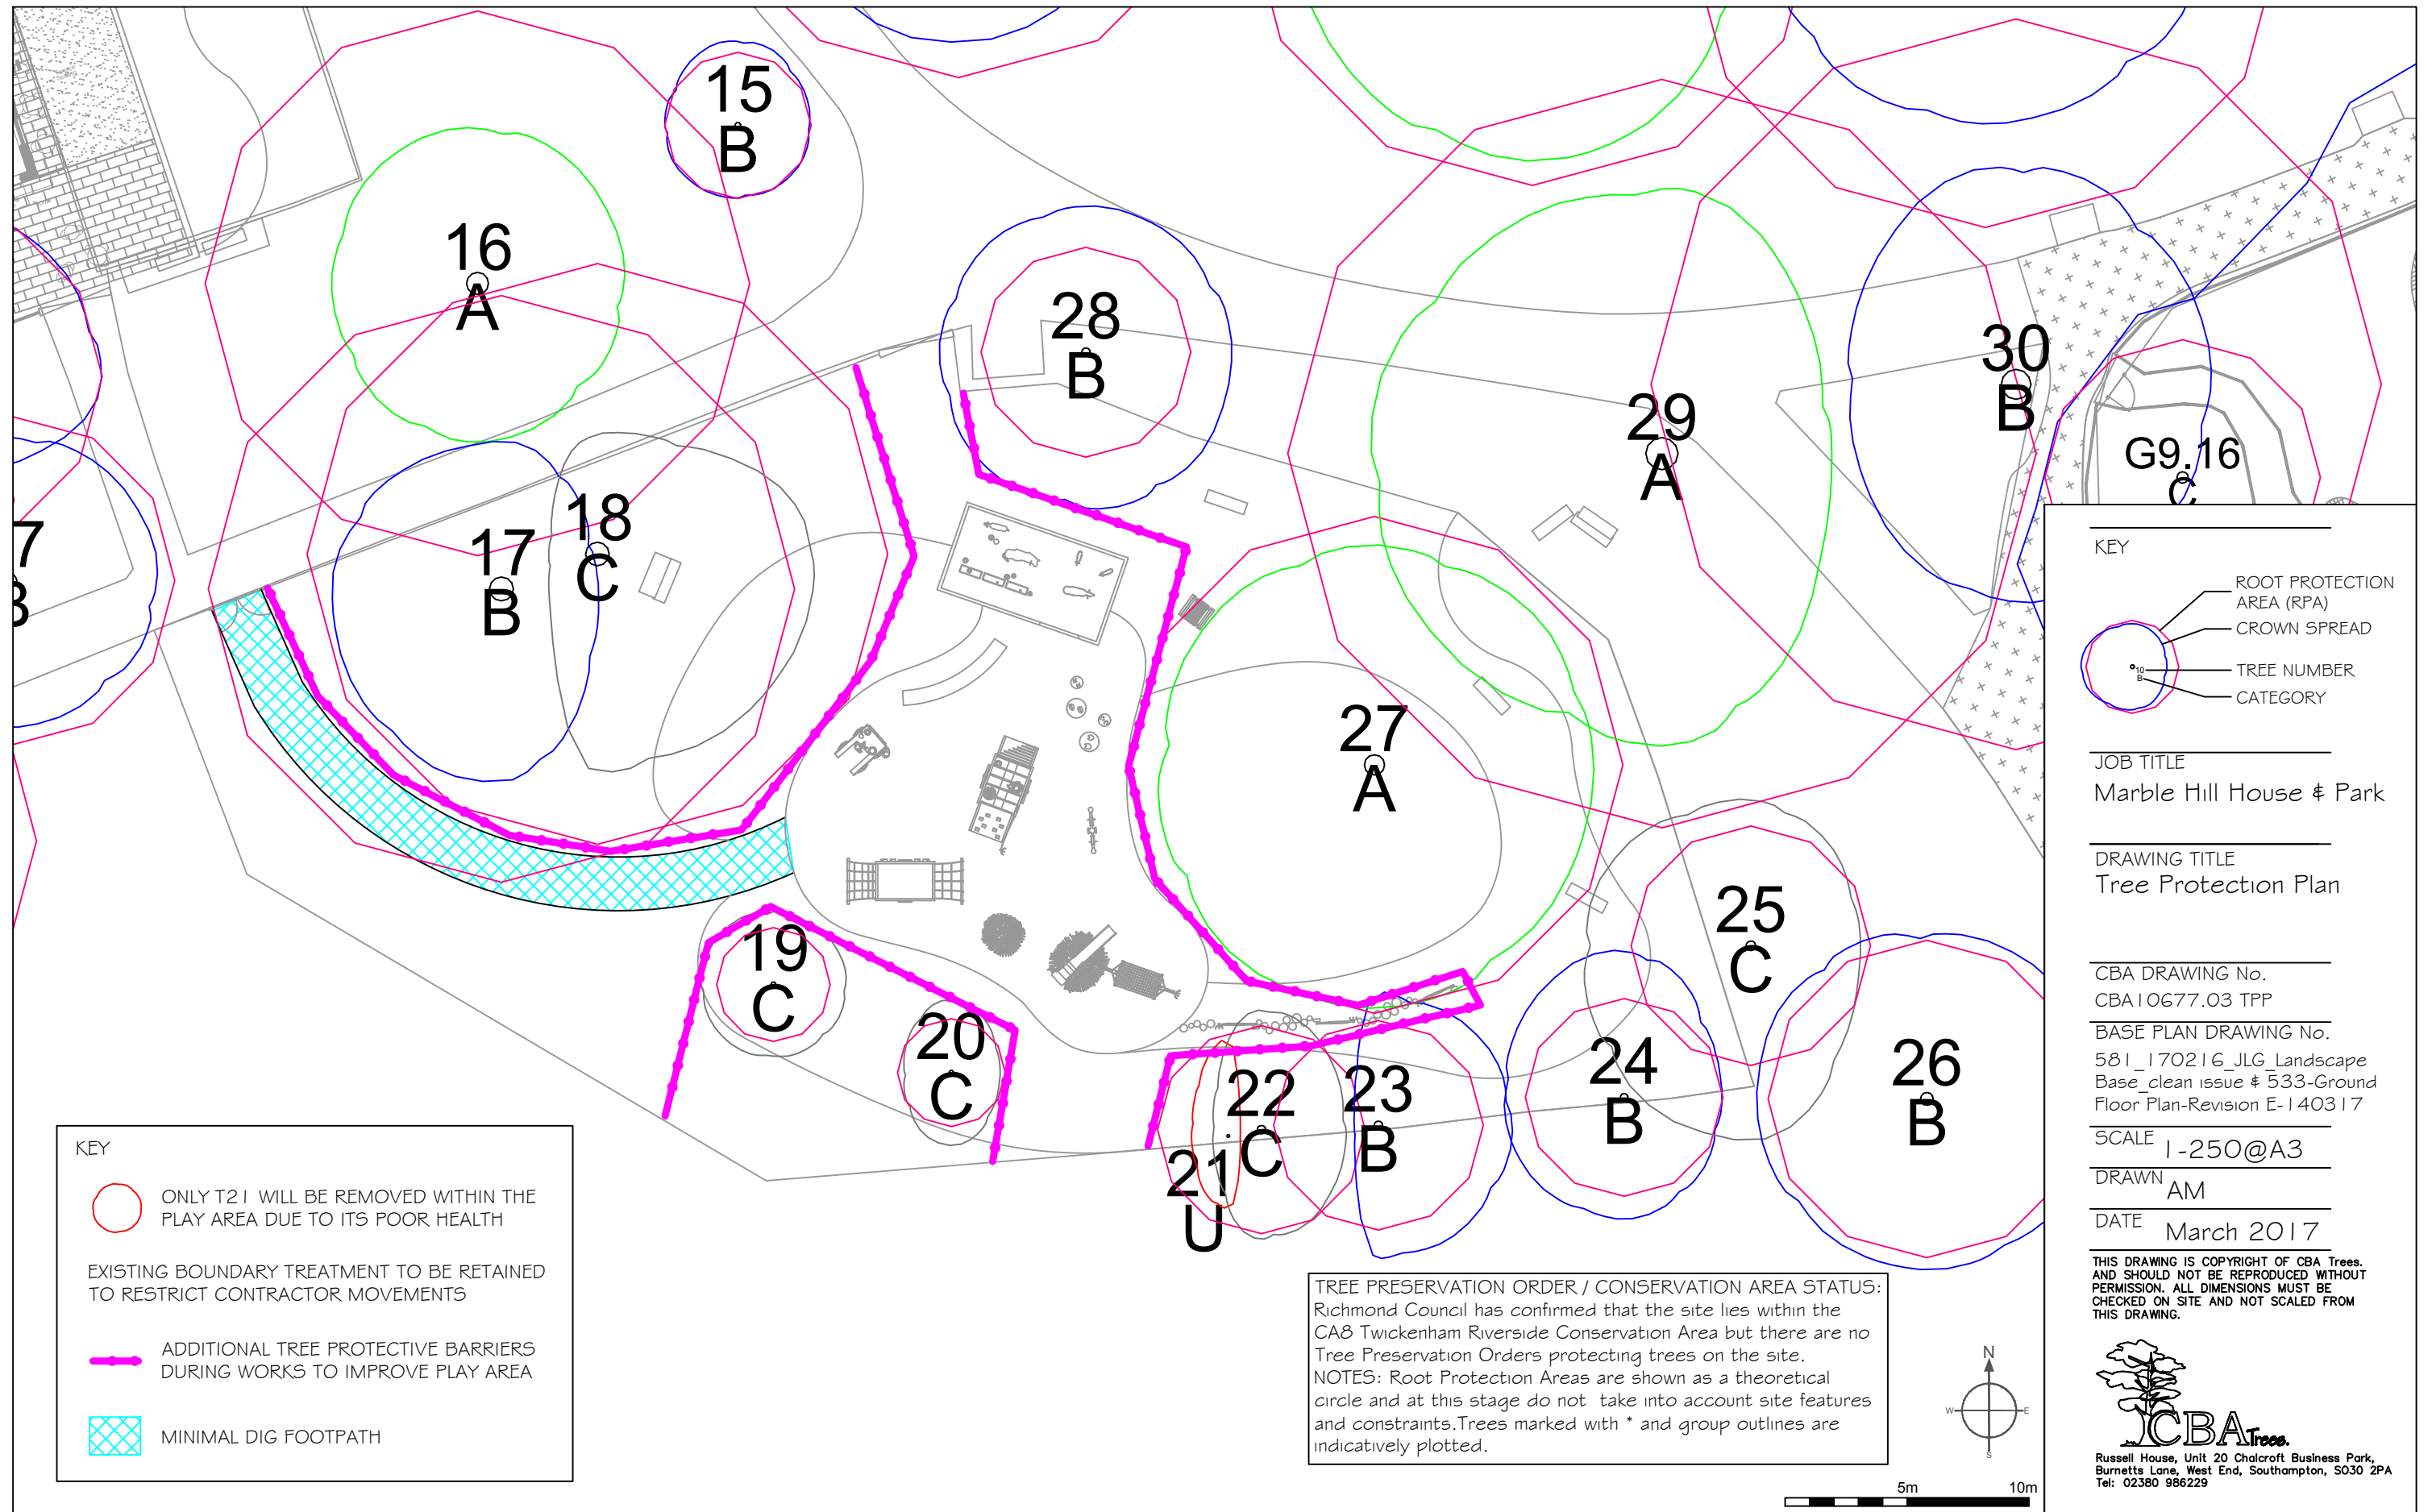 15
B
16
A
28
B
30
B
29
A
G9.16
C
18
C
17
B
7
27
A
25
C
19
C
20
C
24
B
26
B
22
C
23
B
21
U
KEY
ROOT PROTECTION
AREA (RPA)
CROWN SPREAD
10
TREE NUMBER
B
CATEGORY
JOB TITLE
Marble Hill House & Park
DRAWING TITLE
Tree Protection Plan
CBA DRAWING No.
CBA10677.03 TPP
BASE PLAN DRAWING No.
581_170216_JLG_Landscape
Base_clean issue & 533-Ground
Floor Plan-Revision E-140317
SCALE 1-250@A3
DRAWN AM
DATE March 2017
THIS DRAWING IS COPYRIGHT OF CBA Trees.
AND SHOULD NOT BE REPRODUCED WITHOUT
PERMISSION. ALL DIMENSIONS MUST BE
CHECKED ON SITE AND NOT SCALED FROM
THIS DRAWING.
CBA Trees.
Russell House, Unit 20 Chalcroft Business Park,
Burnetts Lane, West End, Southampton, SO30 2PA
Tel: 02380 986229
KEY
ONLY T21 WILL BE REMOVED WITHIN THE
PLAY AREA DUE TO ITS POOR HEALTH
EXISTING BOUNDARY TREATMENT TO BE RETAINED
TO RESTRICT CONTRACTOR MOVEMENTS
ADDITIONAL TREE PROTECTIVE BARRIERS
DURING WORKS TO IMPROVE PLAY AREA
MINIMAL DIG FOOTPATH
TREE PRESERVATION ORDER / CONSERVATION AREA STATUS:
Richmond Council has confirmed that the site lies within the
CA8 Twickenham Riverside Conservation Area but there are no
Tree Preservation Orders protecting trees on the site.
NOTES: Root Protection Areas are shown as a theoretical
circle and at this stage do not take into account site features
and constraints.Trees marked with * and group outlines are
indicatively plotted.
N
W E
S
5m 10m